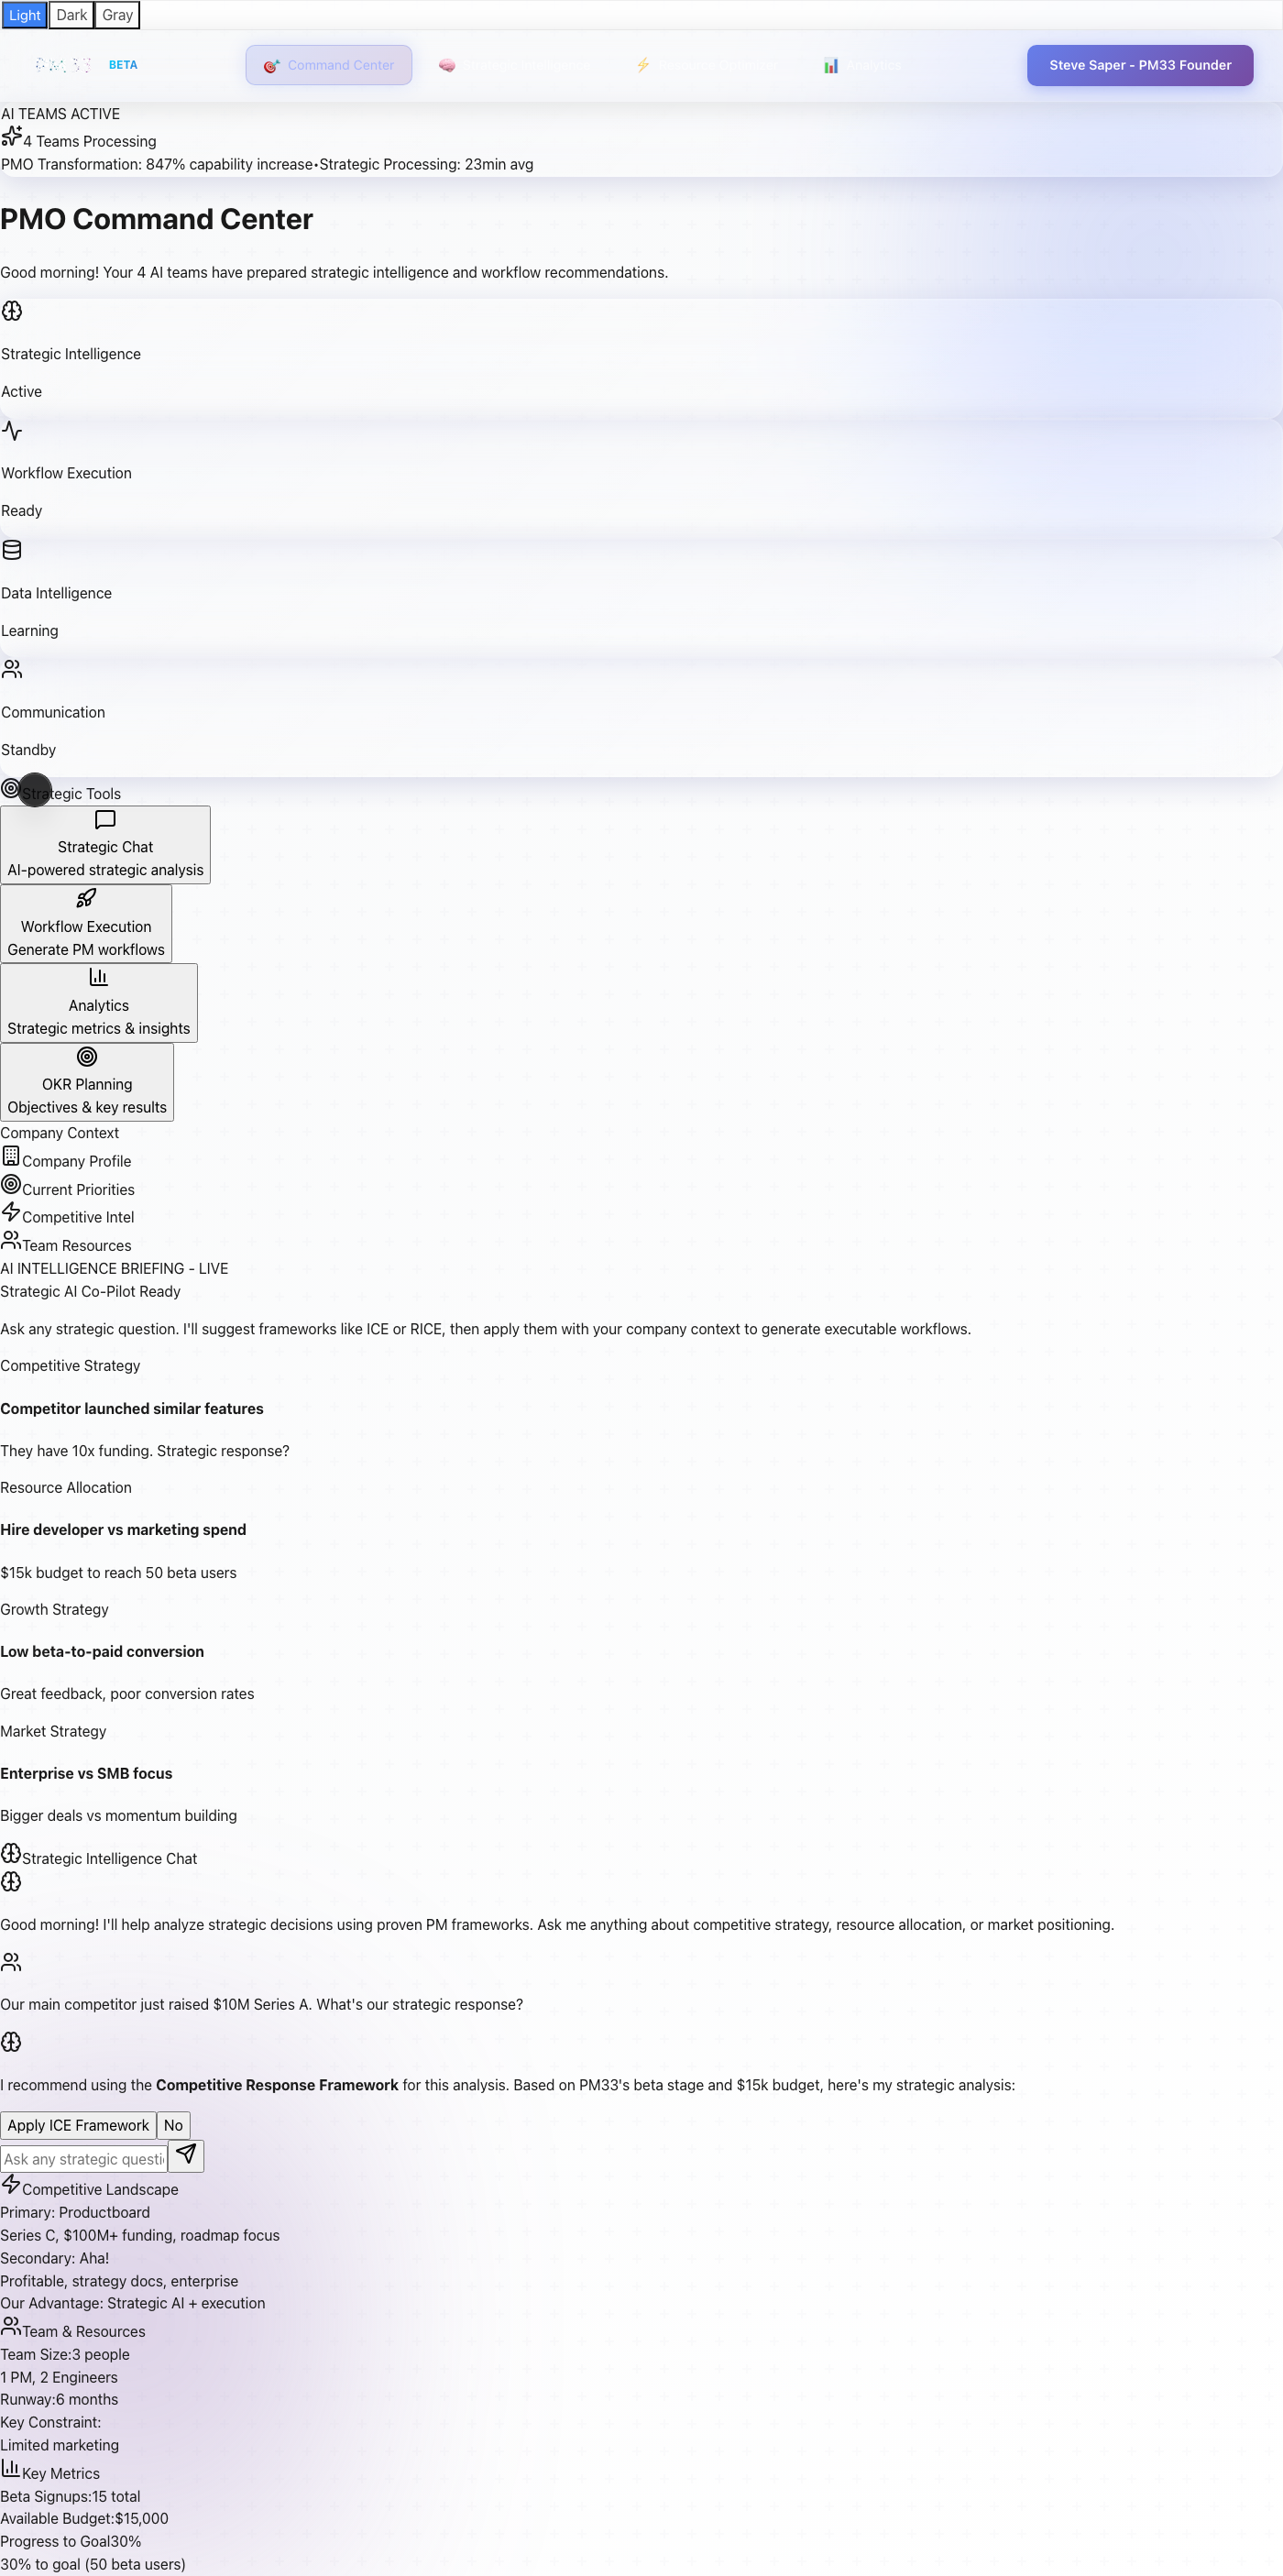 Light Dark Gray
BETA Command Center Analytics Steve Saper - PM33 Founder
AI TEAMS ACTIVE
4 Teams Processing
PMO Transformation: 847% capability increase•Strategic Processing: 23min avg
PMO Command Center
Good morning! Your 4 AI teams have prepared strategic intelligence and workflow recommendations.
Strategic Intelligence
Active
Workflow Execution
Ready
Data Intelligence
Learning
Communication
Standby
Strategic Tools
Strategic Chat
AI-powered strategic analysis
Workflow Execution
Generate PM workflows
Analytics
Strategic metrics & insights
OKR Planning
Objectives & key results
Company Context
Company Profile
Current Priorities
Competitive Intel
Team Resources
AI INTELLIGENCE BRIEFING - LIVE
Strategic AI Co-Pilot Ready
Ask any strategic question. I'll suggest frameworks like ICE or RICE, then apply them with your company context to generate executable workflows.
Competitive Strategy
Competitor launched similar features
They have 10x funding. Strategic response?
Resource Allocation
Hire developer vs marketing spend
$15k budget to reach 50 beta users
Growth Strategy
Low beta-to-paid conversion
Great feedback, poor conversion rates
Market Strategy
Enterprise vs SMB focus
Bigger deals vs momentum building
Strategic Intelligence Chat
Good morning! I'll help analyze strategic decisions using proven PM frameworks. Ask me anything about competitive strategy, resource allocation, or market positioning.
Our main competitor just raised $10M Series A. What's our strategic response?
I recommend using the Competitive Response Framework for this analysis. Based on PM33's beta stage and $15k budget, here's my strategic analysis:
Apply ICE Framework No
Ask any strategic questi
Competitive Landscape
Primary: Productboard
Series C, $100M+ funding, roadmap focus
Secondary: Aha!
Profitable, strategy docs, enterprise
Our Advantage: Strategic AI + execution
Team & Resources
Team Size:3 people
1 PM, 2 Engineers
Runway:6 months
Key Constraint:
Limited marketing
Key Metrics
Beta Signups:15 total
Available Budget:$15,000
Progress to Goal30%
30% to goal (50 beta users)